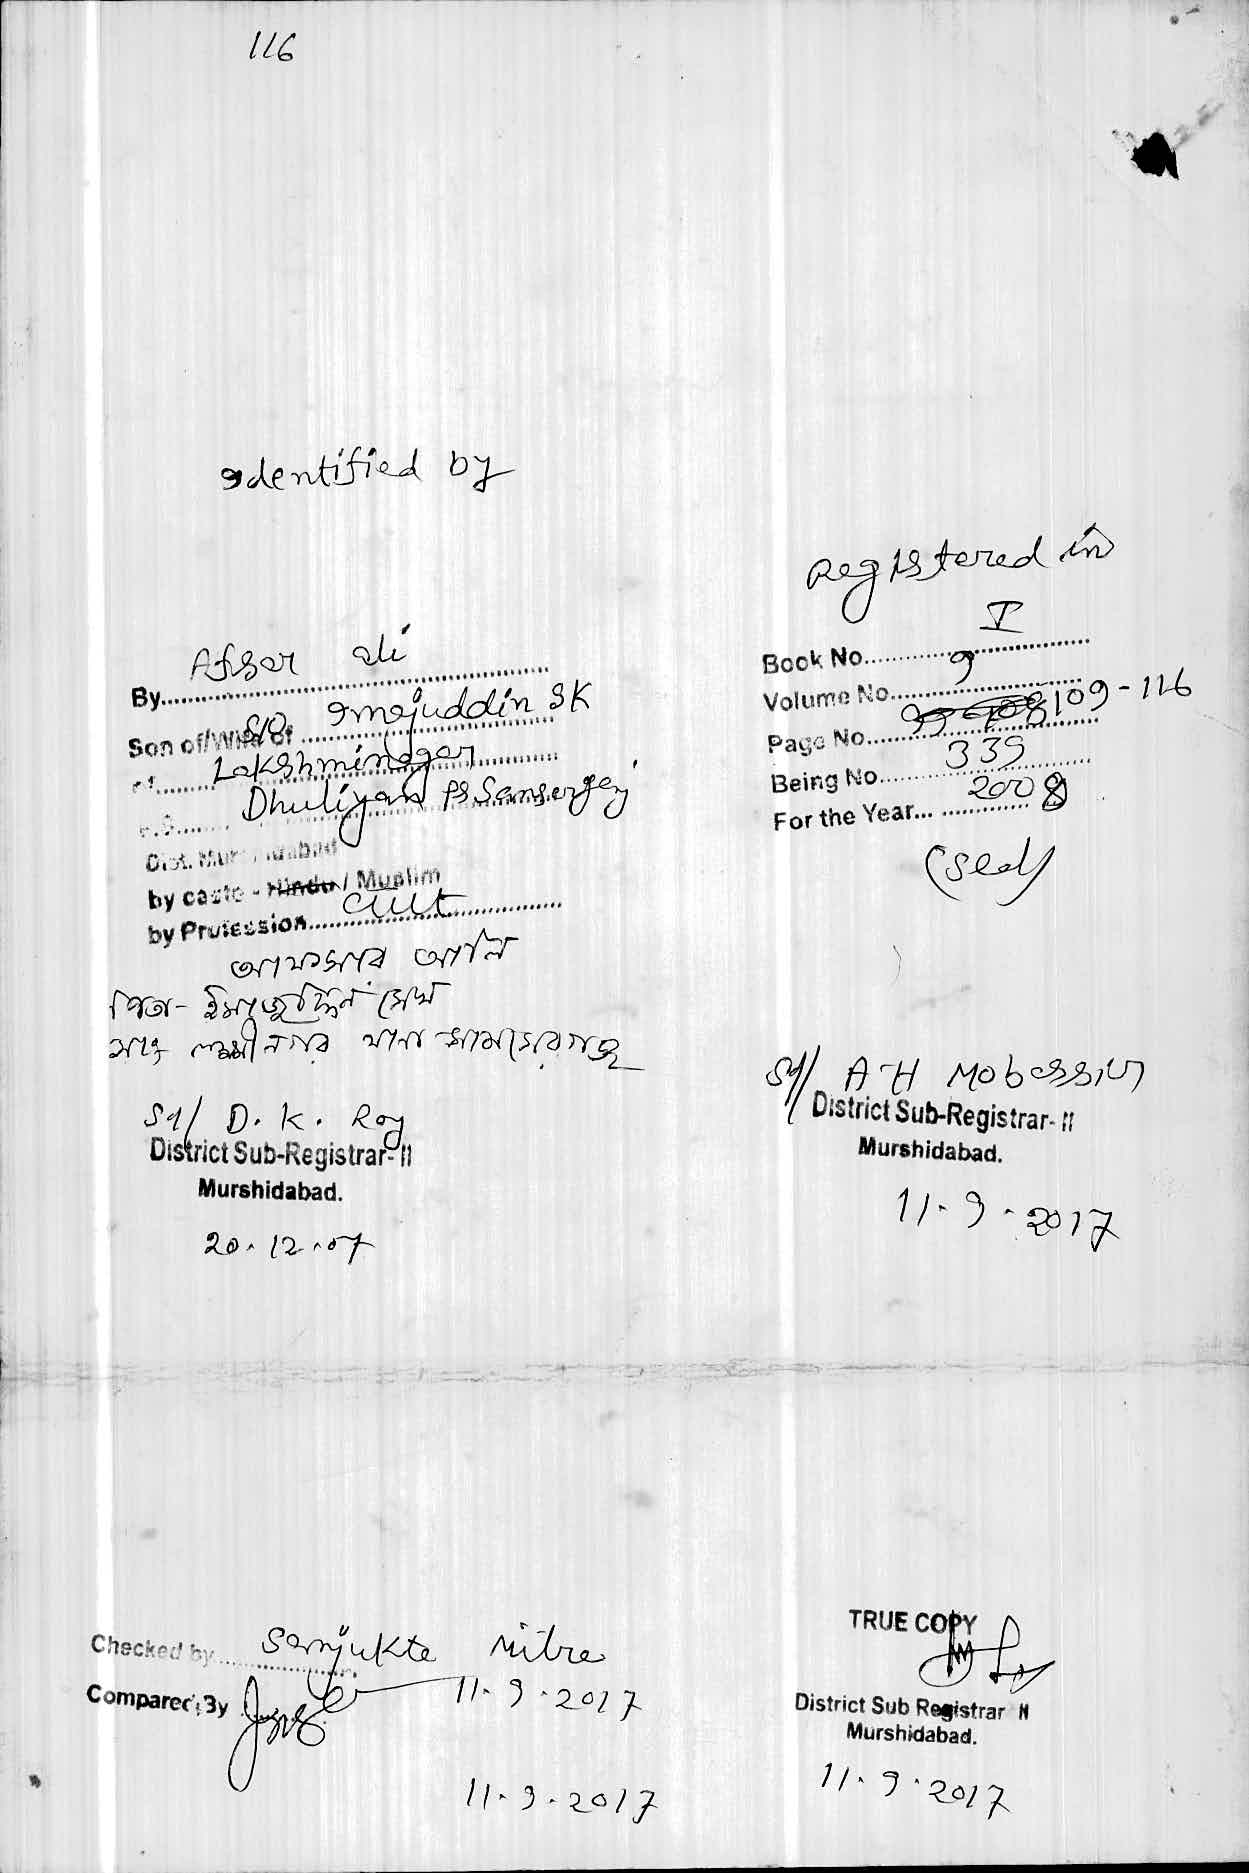 116
Identified by
By.......... Afsar Ali
Son of/Wife of S/O. Imajuddin SK
of.......... Lakshminagar
P.S.......... Dhuliyan PS Samserganj
Dist. Murshidabad
by caste - Hindu / Muslim
by Profession.......... Cult
আফসার আলি
পিতা - ইমাজুদ্দিন সেখ
সাং লক্ষ্মীনগর থানা সামসেরগঞ্জ
Sd/ D. K. Roy
District Sub-Registrar- II
Murshidabad.
20.12.07
Registered in
Book No.......... I
Volume No.......... 9
Page No.......... 109 - 116
Being No.......... 339
For the Year... 2008
(Sed)
Sd/ A H Mobassin
District Sub-Registrar- II
Murshidabad.
11.9.2017
Checked by.......... Sanjukta Mitra
11.9.2017
Compared By
11.9.2017
TRUE COPY
District Sub Registrar II
Murshidabad.
11.9.2017